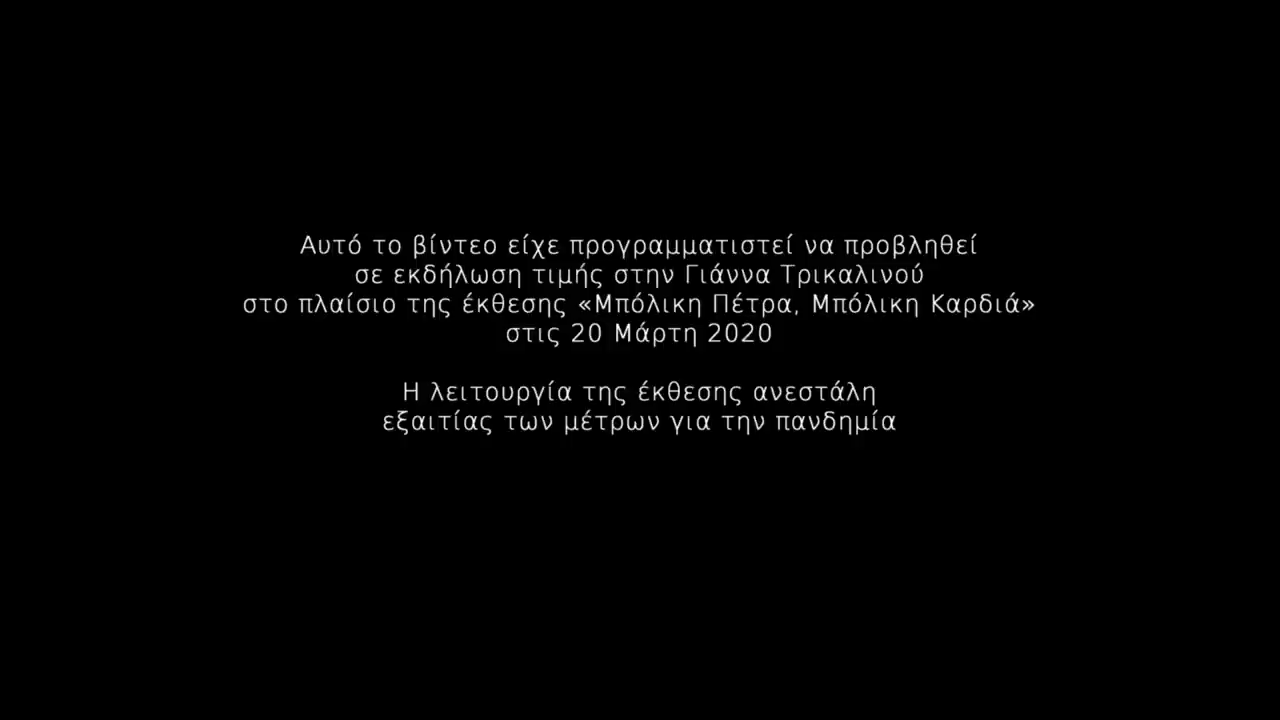 Αυτό το βίντεο είχε προγραμματιστεί να προβληθεί
σε εκδήλωση τιμής στην Γιάννα Τρικαλινού
στο πλαίσιο της έκθεσης «Μπόλικη Πέτρα, Μπόλικη Καρδιά»
στις 20 Μάρτη 2020
Η λειτουργία της έκθεσης ανεστάλη
εξαιτίας των μέτρων για την πανδημία